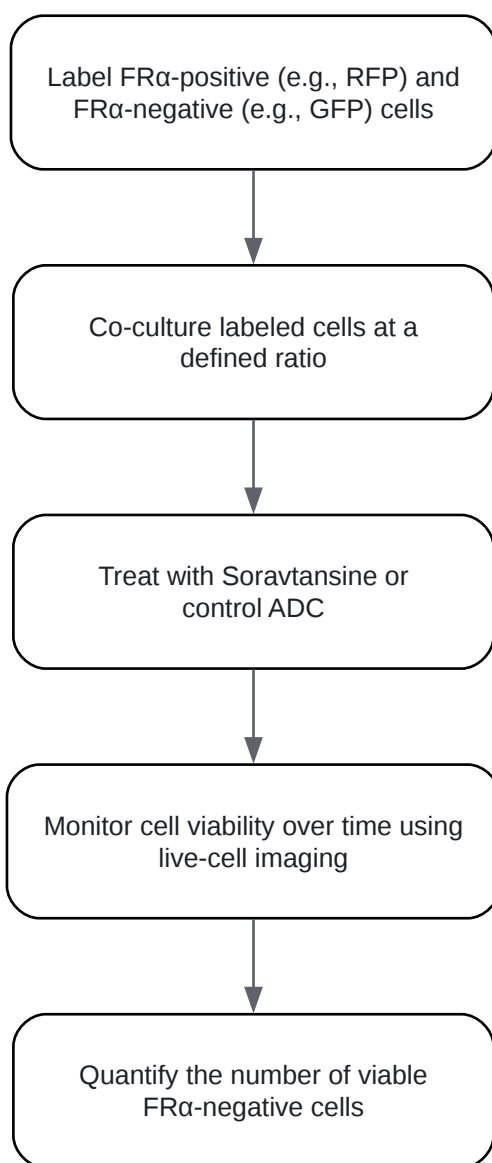 Label FRα-positive (e.g., RFP) and
FRα-negative (e.g., GFP) cells
Co-culture labeled cells at a
defined ratio
Treat with Soravtansine or
control ADC
Monitor cell viability over time using
live-cell imaging
Quantify the number of viable
FRα-negative cells